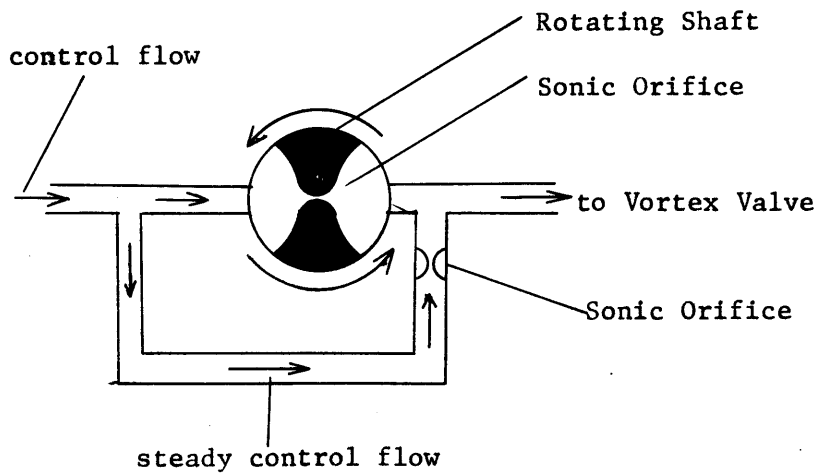 Rotating Shaft
control flow
Sonic Orifice
to Vortex Valve
Sonic Orifice
steady control flow